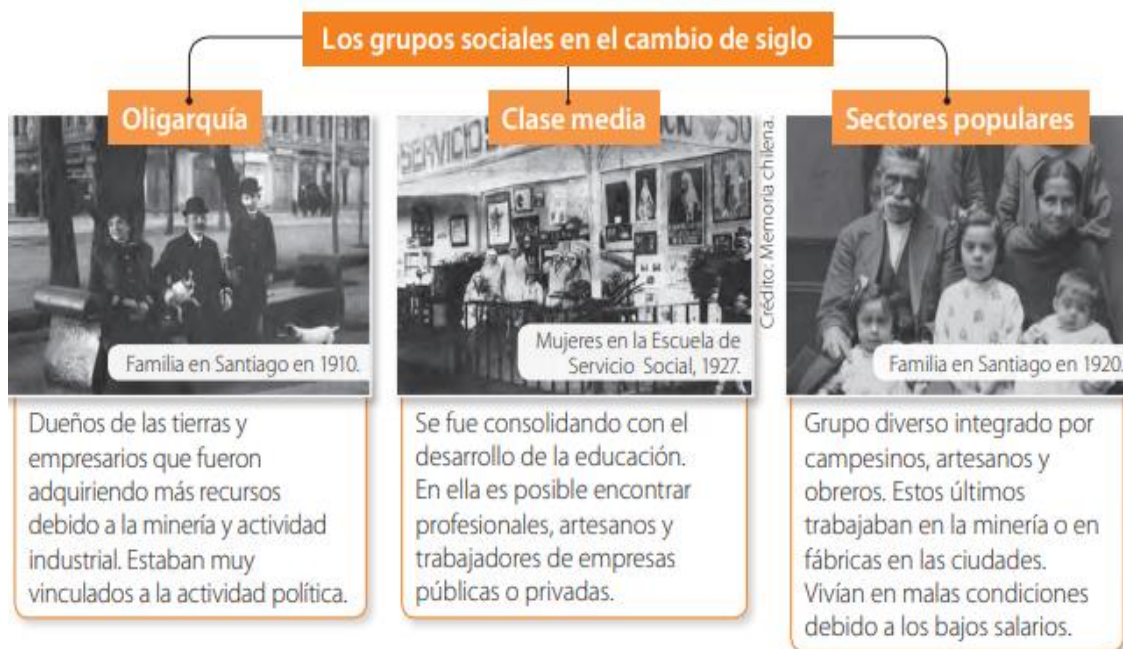 Los grupos sociales en el cambio de siglo
Oligarquía
Familia en Santiago en 1910.
Dueños de las tierras y
empresarios que fueron
adquiriendo más recursos
debido a la minería y actividad
industrial. Estaban muy
vinculados a la actividad política.
Clase media
SERVICIO
Mujeres en la Escuela de
Servicio Social, 1927.
Crédito: Memoria chilena.
Se fue consolidando con el
desarrollo de la educación.
En ella es posible encontrar
profesionales, artesanos y
trabajadores de empresas
públicas o privadas.
Sectores populares
Familia en Santiago en 1920.
Grupo diverso integrado por
campesinos, artesanos y
obreros. Estos últimos
trabajaban en la minería o en
fábricas en las ciudades.
Vivían en malas condiciones
debido a los bajos salarios.